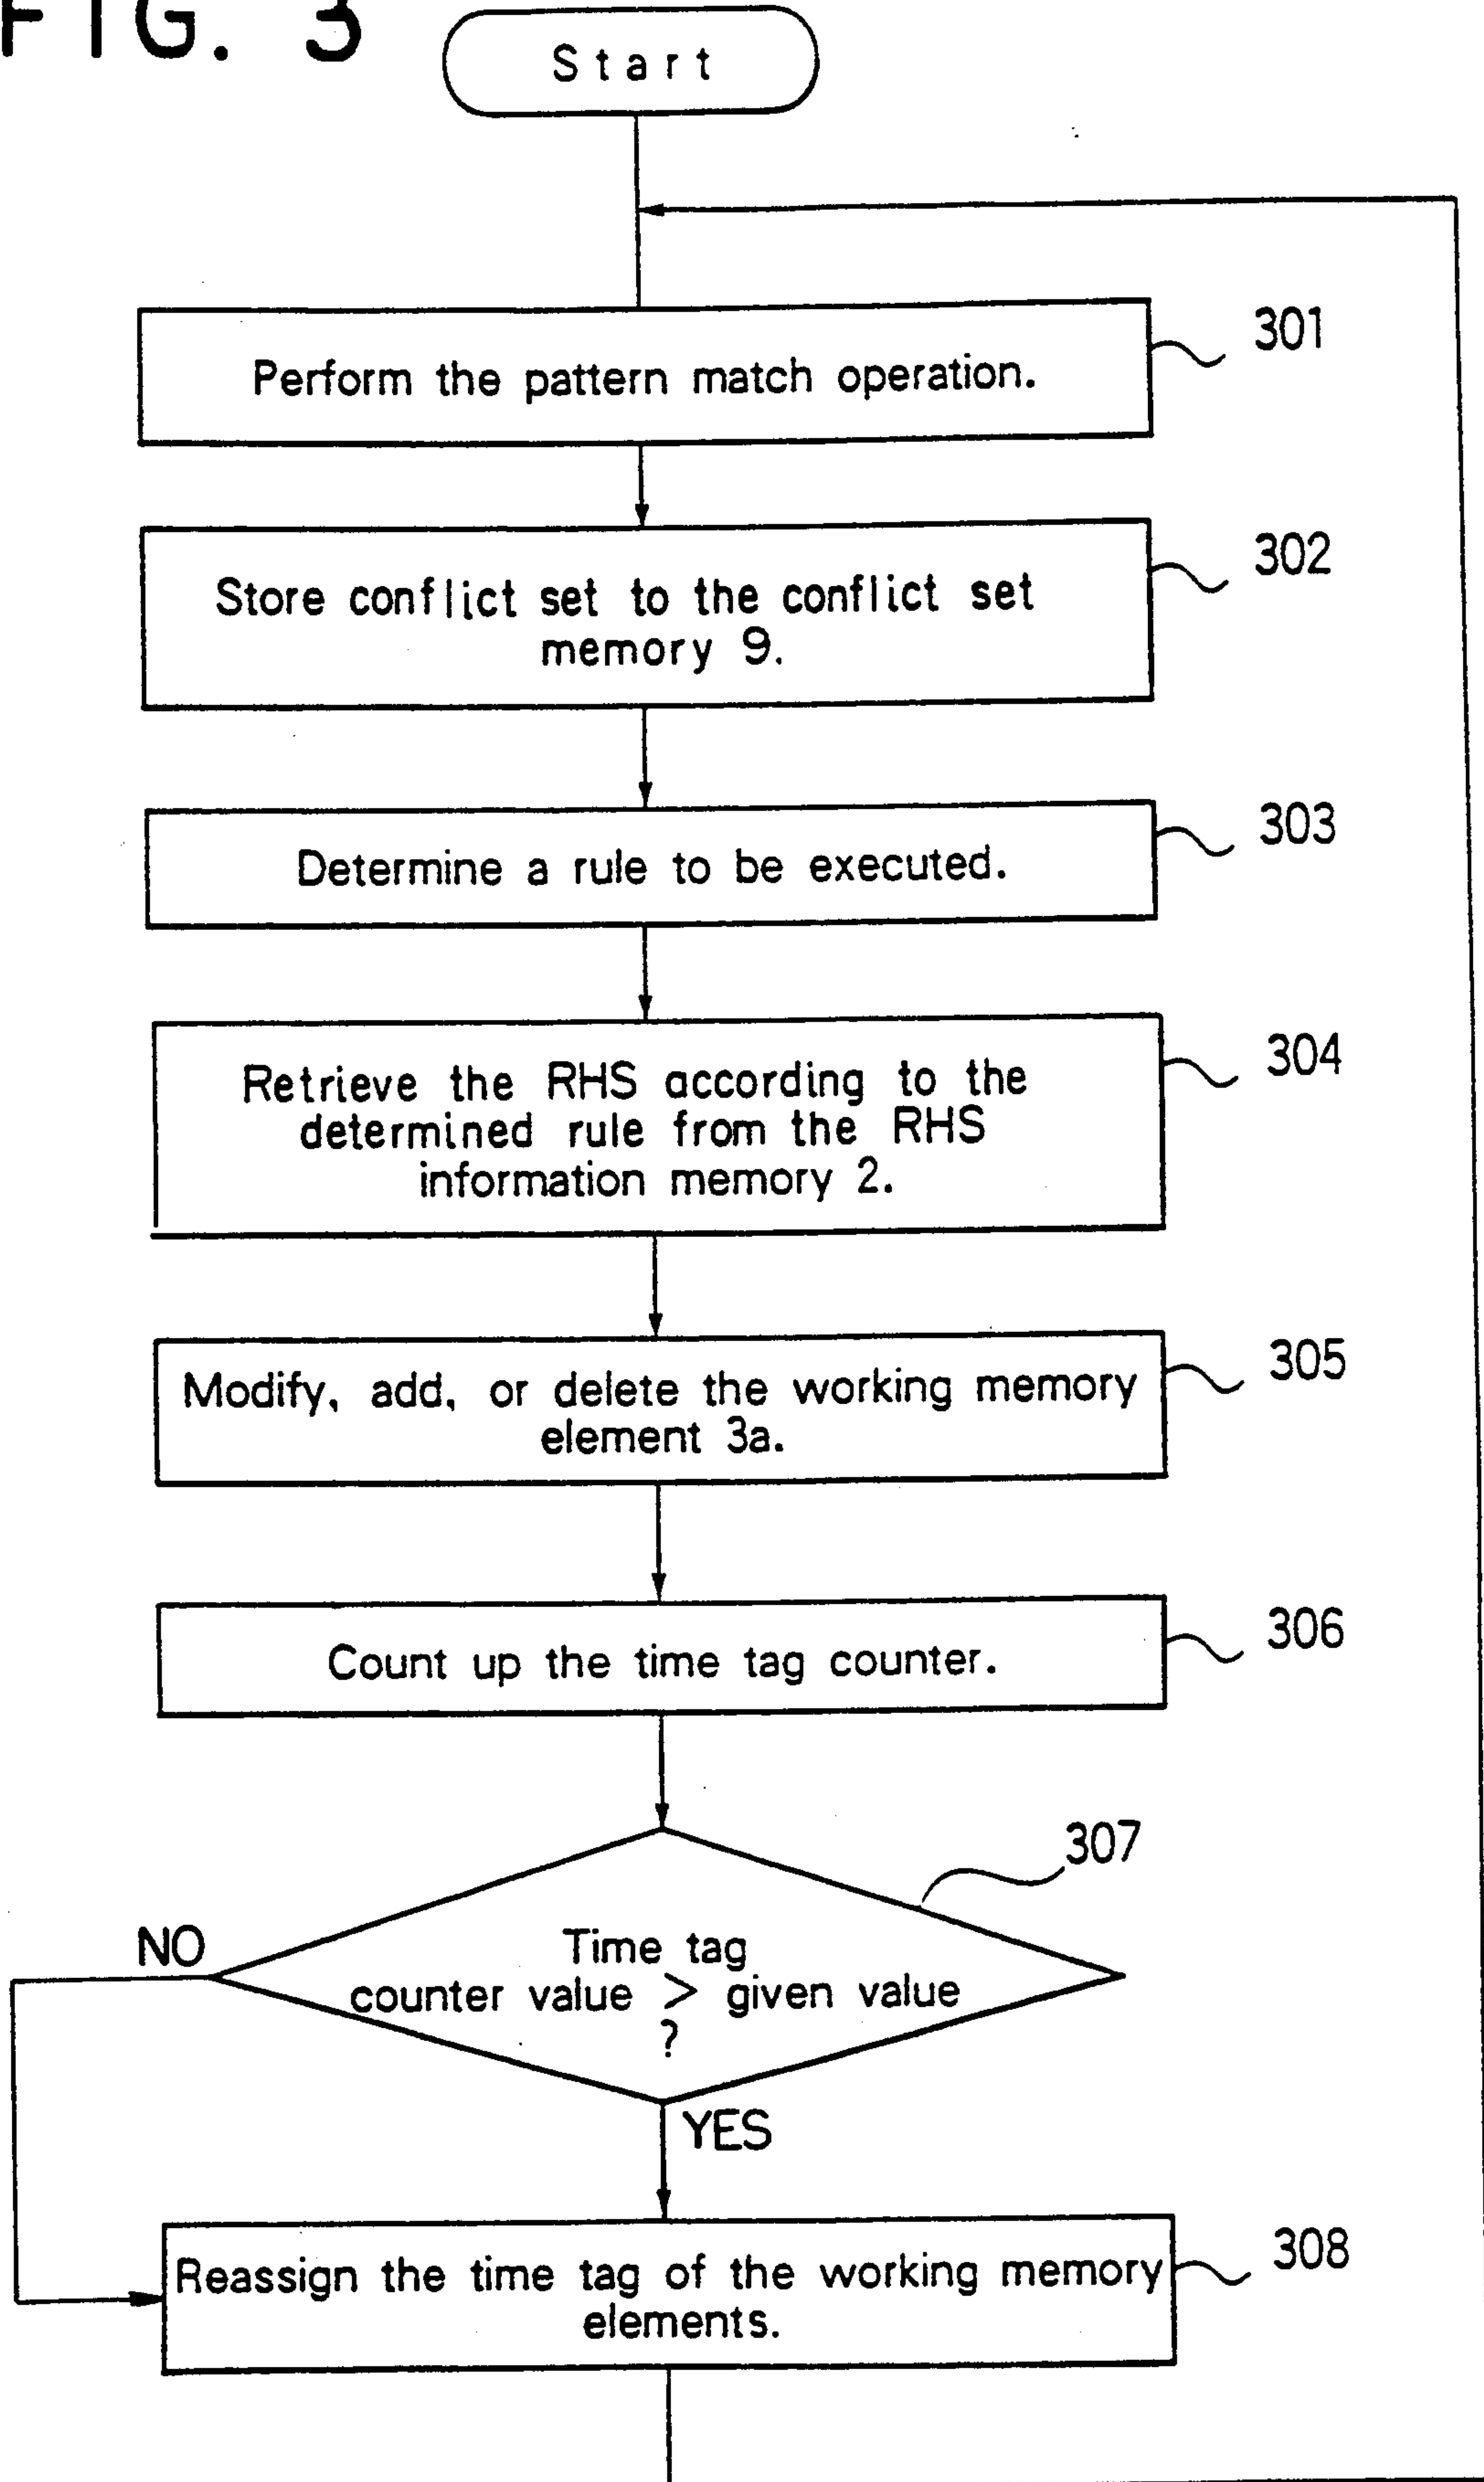 FIG. 3
Start
Perform the pattern match operation.
301
Store conflict set to the conflict set
memory 9.
302
Determine a rule to be executed.
303
Retrieve the RHS according to the
determined rule from the RHS
information memory 2.
304
Modify, add, or delete the working memory
element 3a.
305
Count up the time tag counter.
306
307
NO
Time tag
counter value > given value
?
YES
Reassign the time tag of the working memory
elements.
308